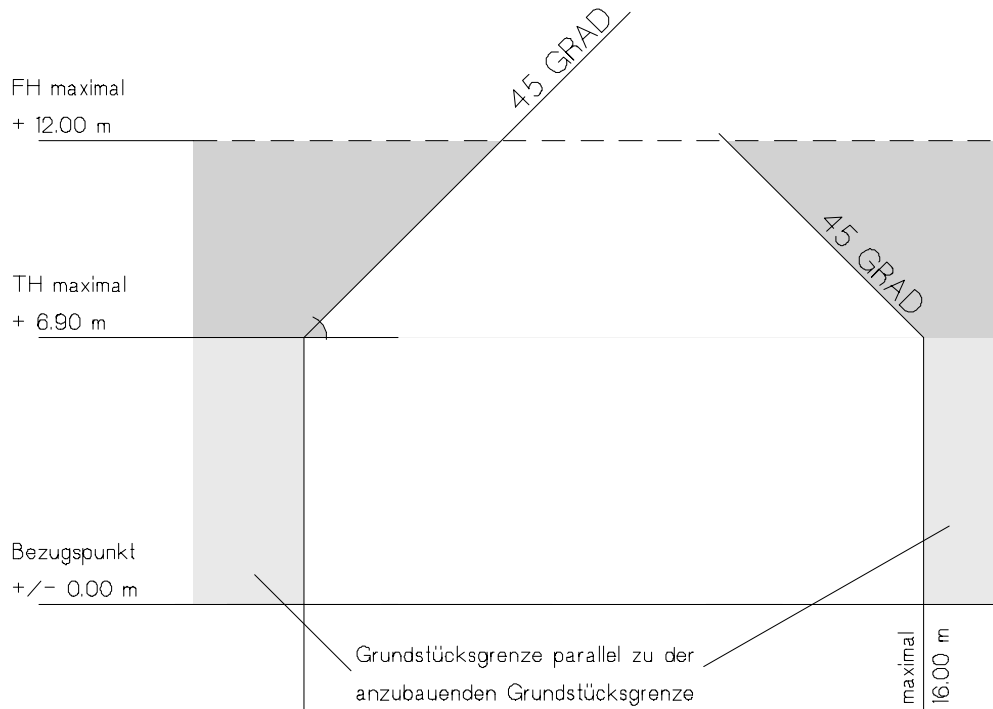 45 GRAD
FH maximal
+ 12.00 m
45 GRAD
TH maximal
+ 6.90 m
Bezugspunkt
+/- 0.00 m
Grundstücksgrenze parallel zu der
anzubauenden Grundstücksgrenze
maximal
16.00 m